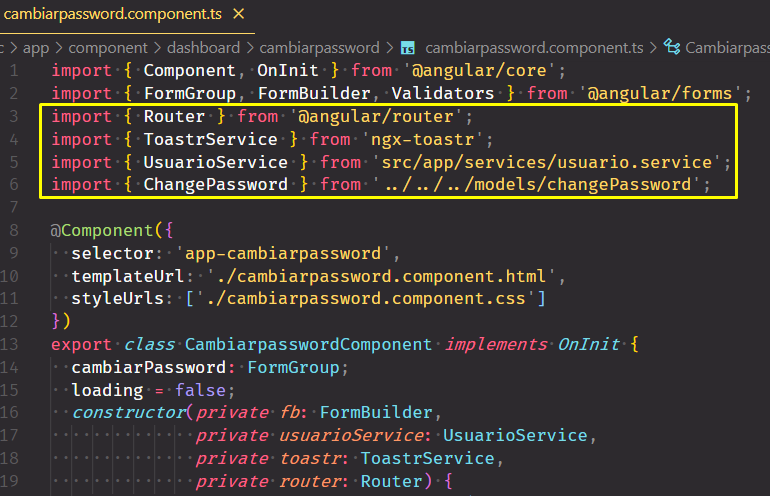 cambiarpassword.component.ts ×
c > app > component > dashboard > cambiarpassword > TS cambiarpassword.component.ts > Cambiarpass
1 import { Component, OnInit } from '@angular/core';
2 import { FormGroup, FormBuilder, Validators } from '@angular/forms';
3 import { Router } from '@angular/router';
4 import { ToastrService } from 'ngx-toastr';
5 import { UsuarioService } from 'src/app/services/usuario.service';
6 import { ChangePassword } from '../../../models/changePassword';
7
8 @Component({
9   selector: 'app-cambiarpassword',
10   templateUrl: './cambiarpassword.component.html',
11   styleUrls: ['./cambiarpassword.component.css']
12 })
13 export class CambiarpasswordComponent implements OnInit {
14   cambiarPassword: FormGroup;
15   loading = false;
16   constructor(private fb: FormBuilder,
17               private usuarioService: UsuarioService,
18               private toastr: ToastrService,
19               private router: Router) {